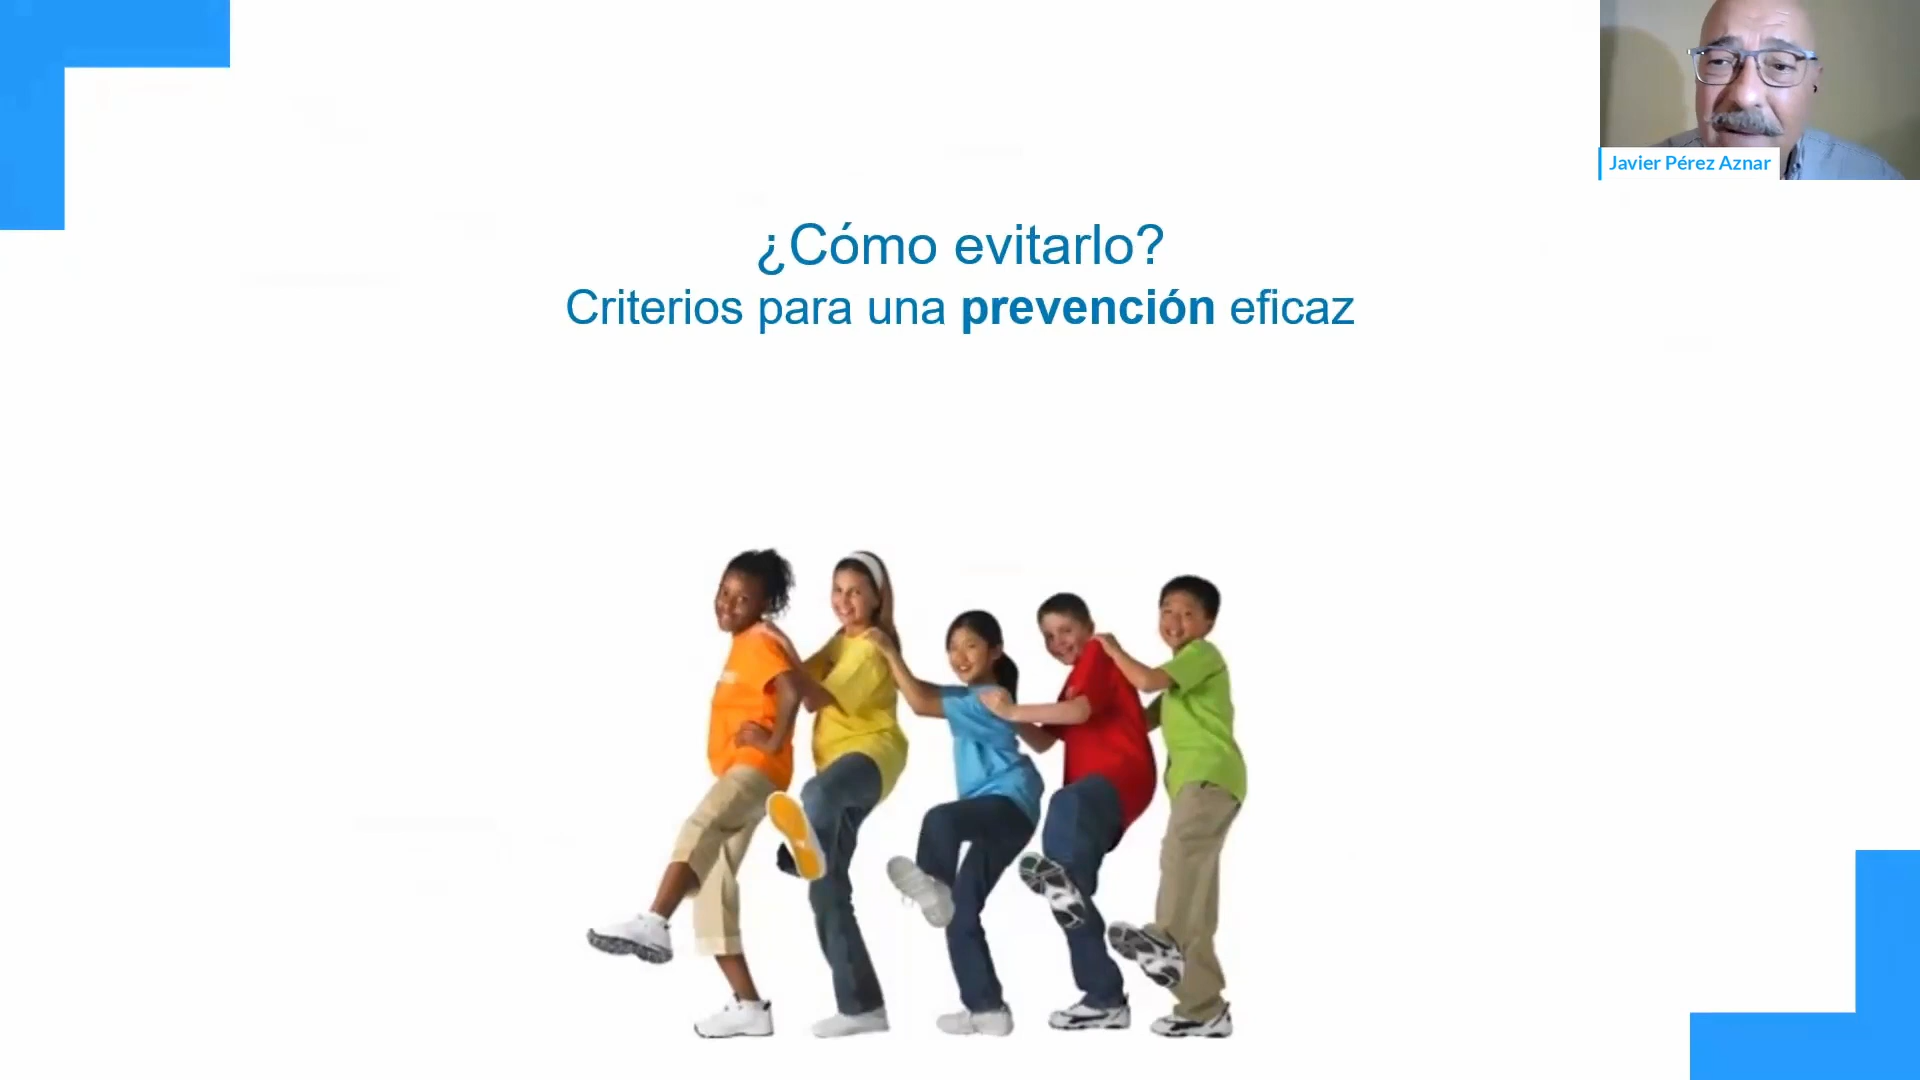 Javier Pérez Aznar
¿Cómo evitarlo?
Criterios para una prevención eficaz